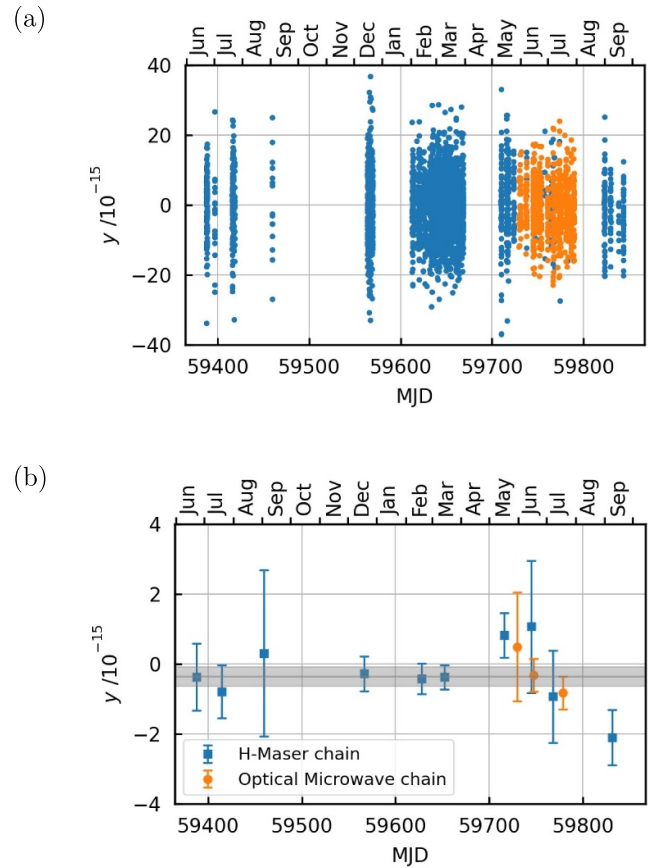 (a)
Jun Jul Aug Sep Oct Nov Dec Jan Feb Mar Apr May Jun Jul Aug Sep
40
20
0
−20
−40
y /10⁻¹⁵
59400 59500 59600 59700 59800
MJD
(b)
Jun Jul Aug Sep Oct Nov Dec Jan Feb Mar Apr May Jun Jul Aug Sep
4
2
0
−2
−4
y /10⁻¹⁵
H-Maser chain
Optical Microwave chain
59400 59500 59600 59700 59800
MJD